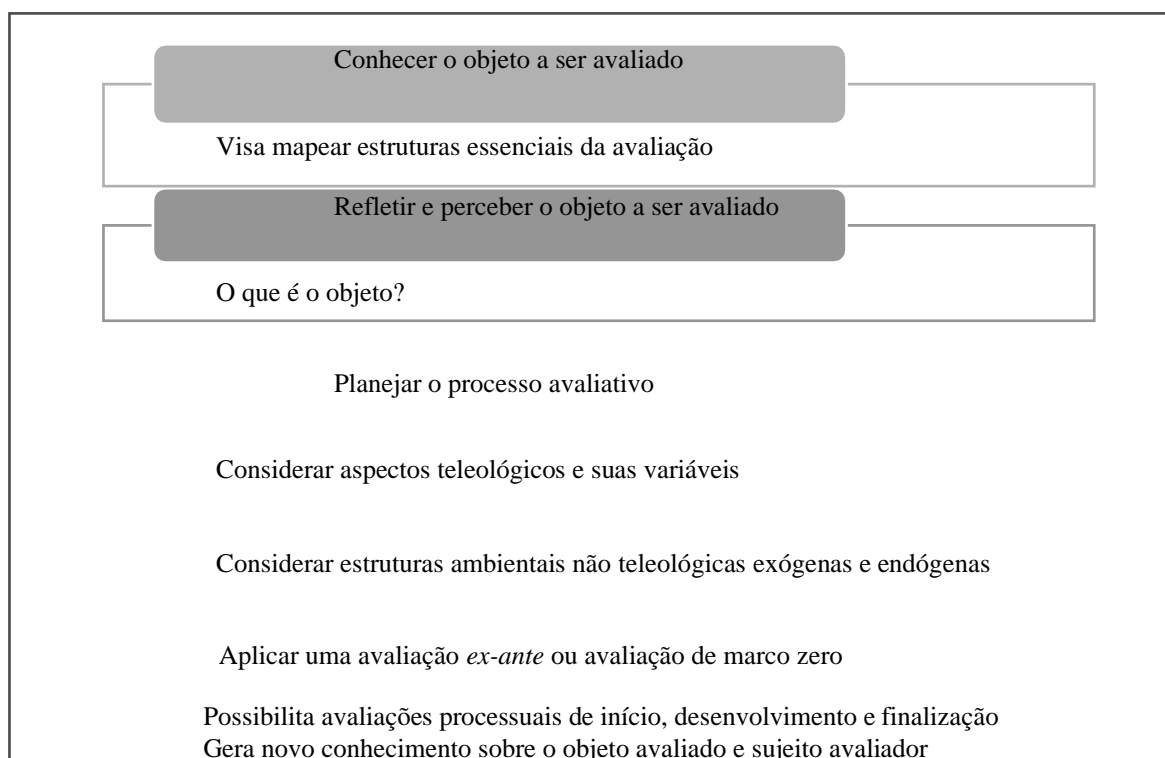 Conhecer o objeto a ser avaliado
Visa mapear estruturas essenciais da avaliação
Refletir e perceber o objeto a ser avaliado
O que é o objeto?
Planejar o processo avaliativo
Considerar aspectos teleológicos e suas variáveis
Considerar estruturas ambientais não teleológicas exógenas e endógenas
Aplicar uma avaliação ex-ante ou avaliação de marco zero
Possibilita avaliações processuais de início, desenvolvimento e finalização
Gera novo conhecimento sobre o objeto avaliado e sujeito avaliador